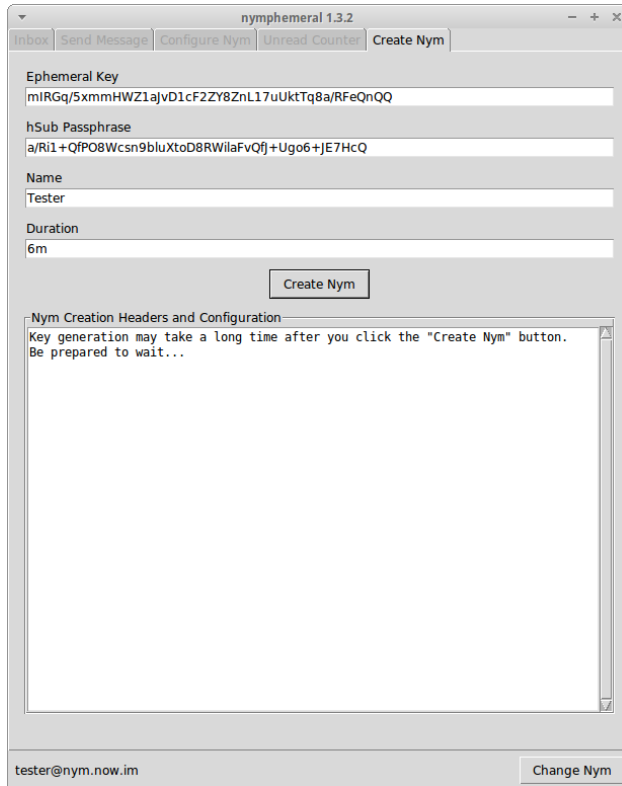 nymphemeral 1.3.2
Inbox Send Message Configure Nym Unread Counter Create Nym
Ephemeral Key
mIRGq/5xmmHWZ1aJvD1cF2ZY8ZnL17uUktTq8a/RFeQnQQ
hSub Passphrase
a/Ri1+QfPO8Wcsn9bluXtoD8RWilaFvQfJ+Ugo6+JE7HcQ
Name
Tester
Duration
6m
Create Nym
Nym Creation Headers and Configuration
Key generation may take a long time after you click the "Create Nym" button.
Be prepared to wait...
tester@nym.now.im
Change Nym